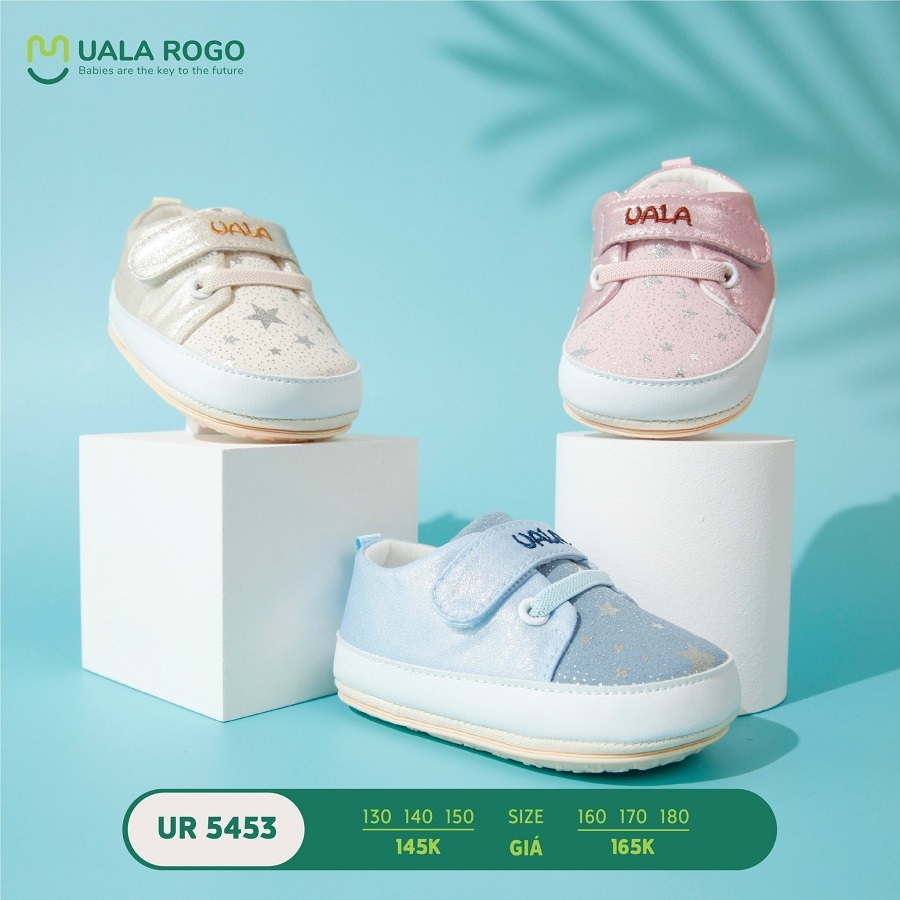 UALA ROGO
Babies are the key to the future
UALA
UALA
UALA
UR 5453
130 140 150 SIZE 160 170 180
145K GIÁ 165K